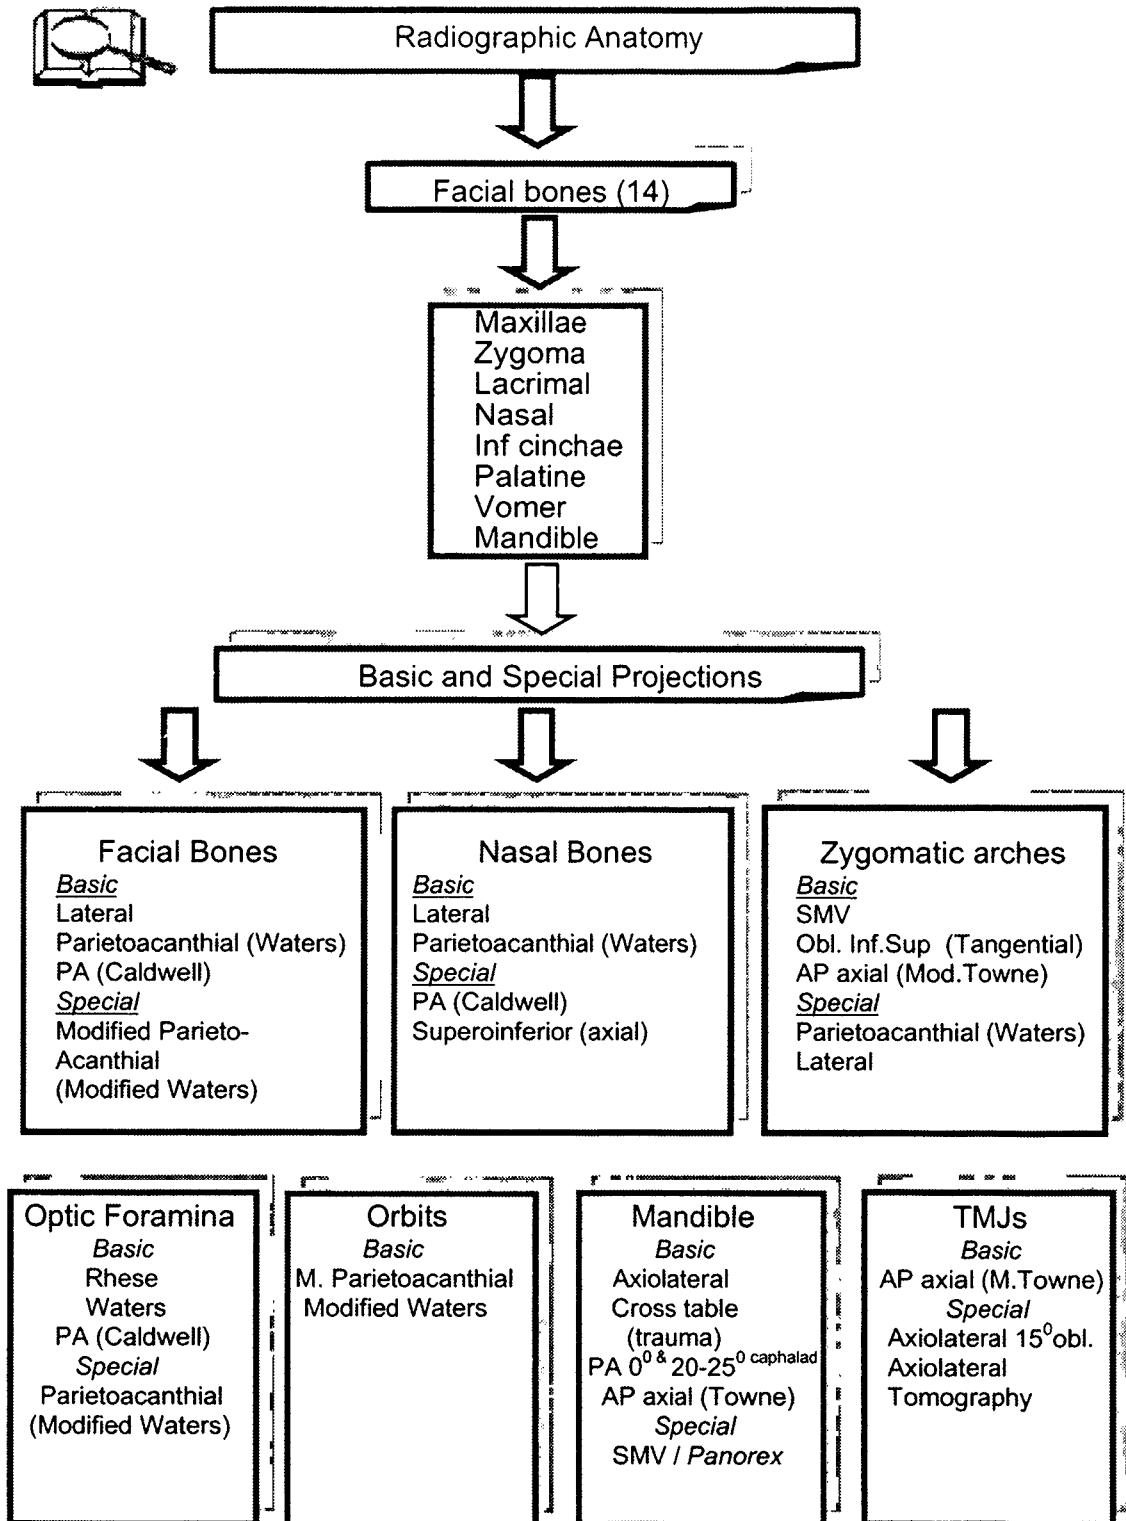 Radiographic Anatomy
Facial bones (14)
Maxillae
Zygoma
Lacrimal
Nasal
Inf cinchae
Palatine
Vomer
Mandible
Basic and Special Projections
Facial Bones
Basic
Lateral
Parietoacanthial (Waters)
PA (Caldwell)
Special
Modified Parieto-
Acanthial
(Modified Waters)
Nasal Bones
Basic
Lateral
Parietoacanthial (Waters)
Special
PA (Caldwell)
Superoinferior (axial)
Zygomatic arches
Basic
SMV
Obl. Inf.Sup (Tangential)
AP axial (Mod.Towne)
Special
Parietoacanthial (Waters)
Lateral
Optic Foramina
Basic
Rhese
Waters
PA (Caldwell)
Special
Parietoacanthial
(Modified Waters)
Orbits
Basic
M. Parietoacanthial
Modified Waters
Mandible
Basic
Axiolateral
Cross table
(trauma)
PA 0⁰ & 20-25⁰ caphalad
AP axial (Towne)
Special
SMV / Panorex
TMJs
Basic
AP axial (M.Towne)
Special
Axiolateral 15⁰obl.
Axiolateral
Tomography